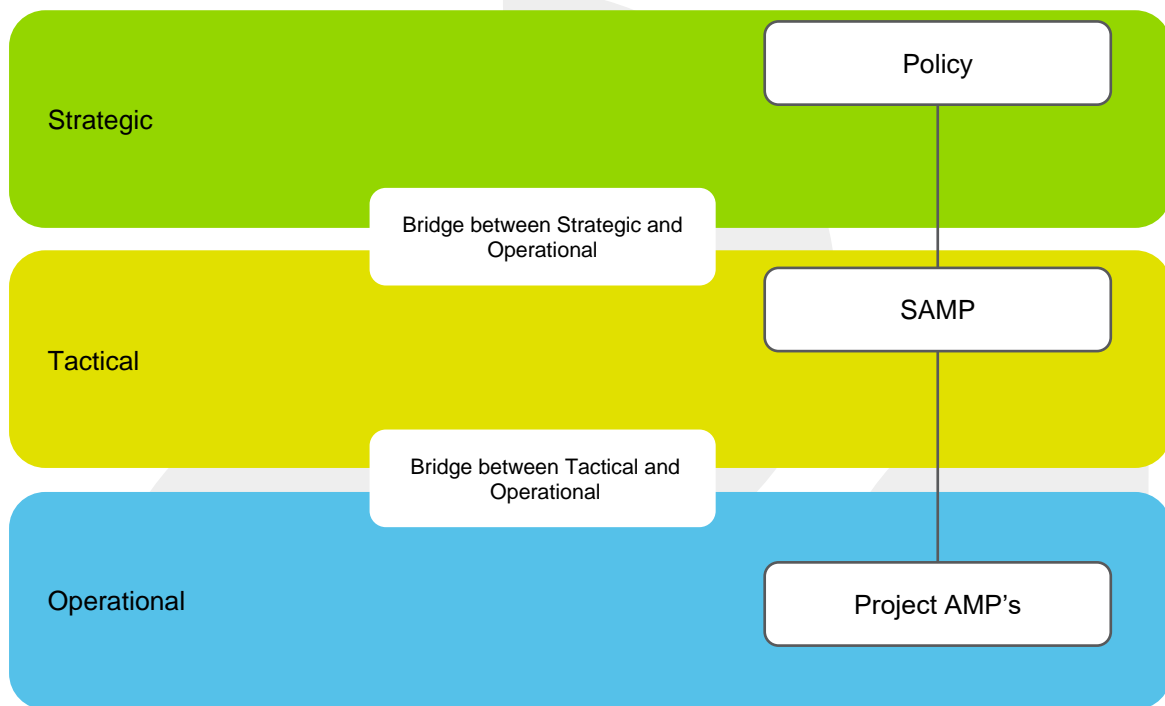 Policy
Strategic
Bridge between Strategic and
Operational
SAMP
Tactical
Bridge between Tactical and
Operational
Operational
Project AMP’s